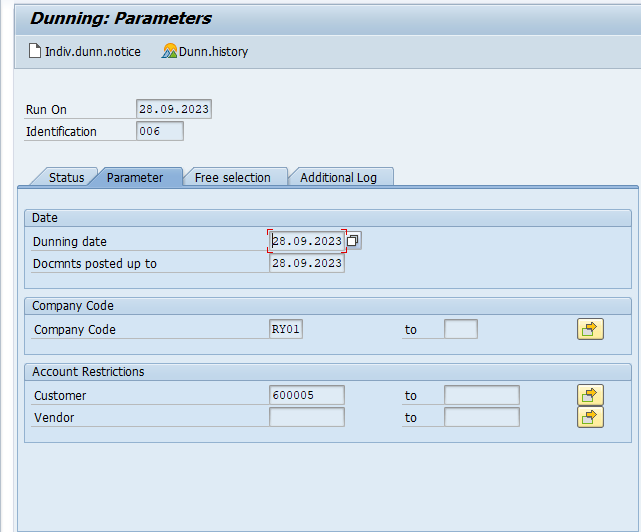 Dunning: Parameters
Indiv.dunn.notice Dunn.history
Run On 28.09.2023
Identification 006
Status Parameter Free selection Additional Log
Date
Dunning date 28.09.2023
Docmnts posted up to 28.09.2023
Company Code
Company Code RY01 to
Account Restrictions
Customer 600005 to
Vendor to